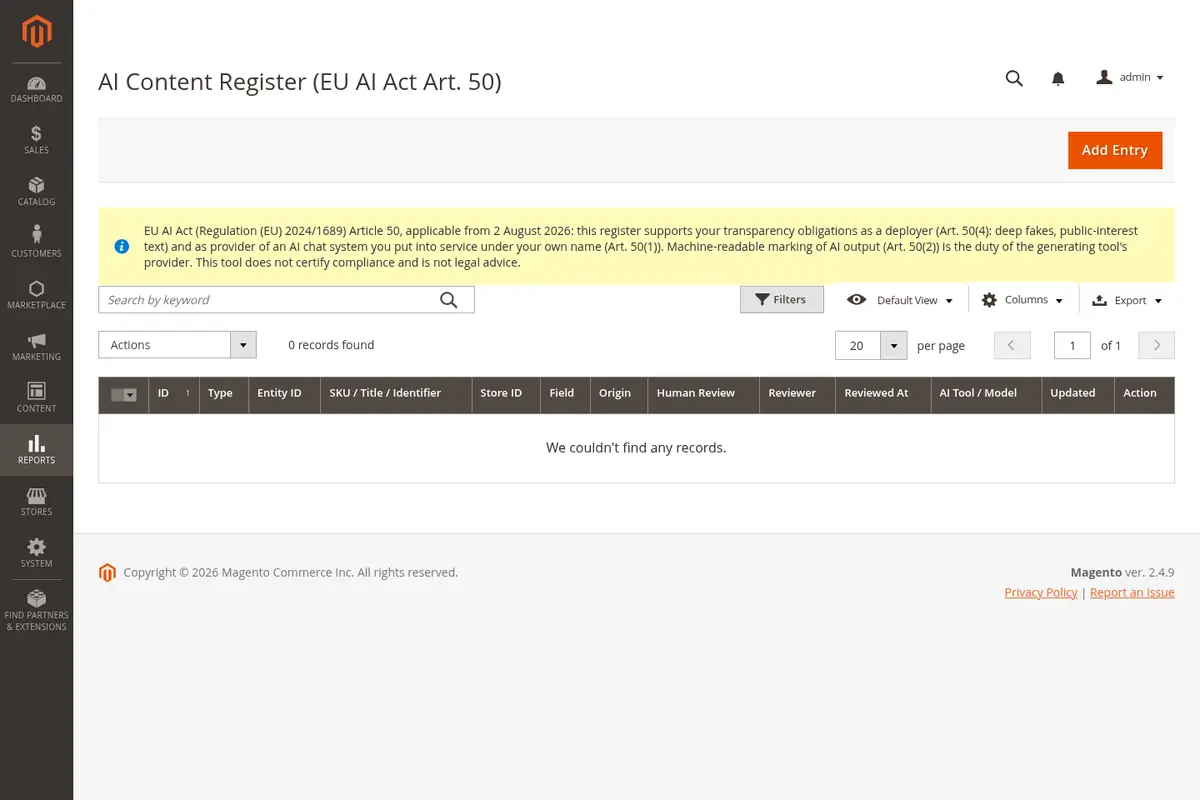 AI Content Register (EU AI Act Art. 50)
admin
DASHBOARD
SALES
CATALOG
CUSTOMERS
MARKETPLACE
MARKETING
CONTENT
REPORTS
STORES
SYSTEM
FIND PARTNERS
& EXTENSIONS
Add Entry
EU AI Act (Regulation (EU) 2024/1689) Article 50, applicable from 2 August 2026: this register supports your transparency obligations as a deployer (Art. 50(4): deep fakes, public-interest
text) and as provider of an AI chat system you put into service under your own name (Art. 50(1)). Machine-readable marking of AI output (Art. 50(2)) is the duty of the generating tool's
provider. This tool does not certify compliance and is not legal advice.
Search by keyword
Filters
Default View
Columns
Export
Actions
0 records found
20
per page
1
of 1
ID ↑ Type Entity ID SKU / Title / Identifier Store ID Field Origin Human Review Reviewer Reviewed At AI Tool / Model Updated Action
We couldn't find any records.
Copyright © 2026 Magento Commerce Inc. All rights reserved.
Magento ver. 2.4.9
Privacy Policy | Report an Issue